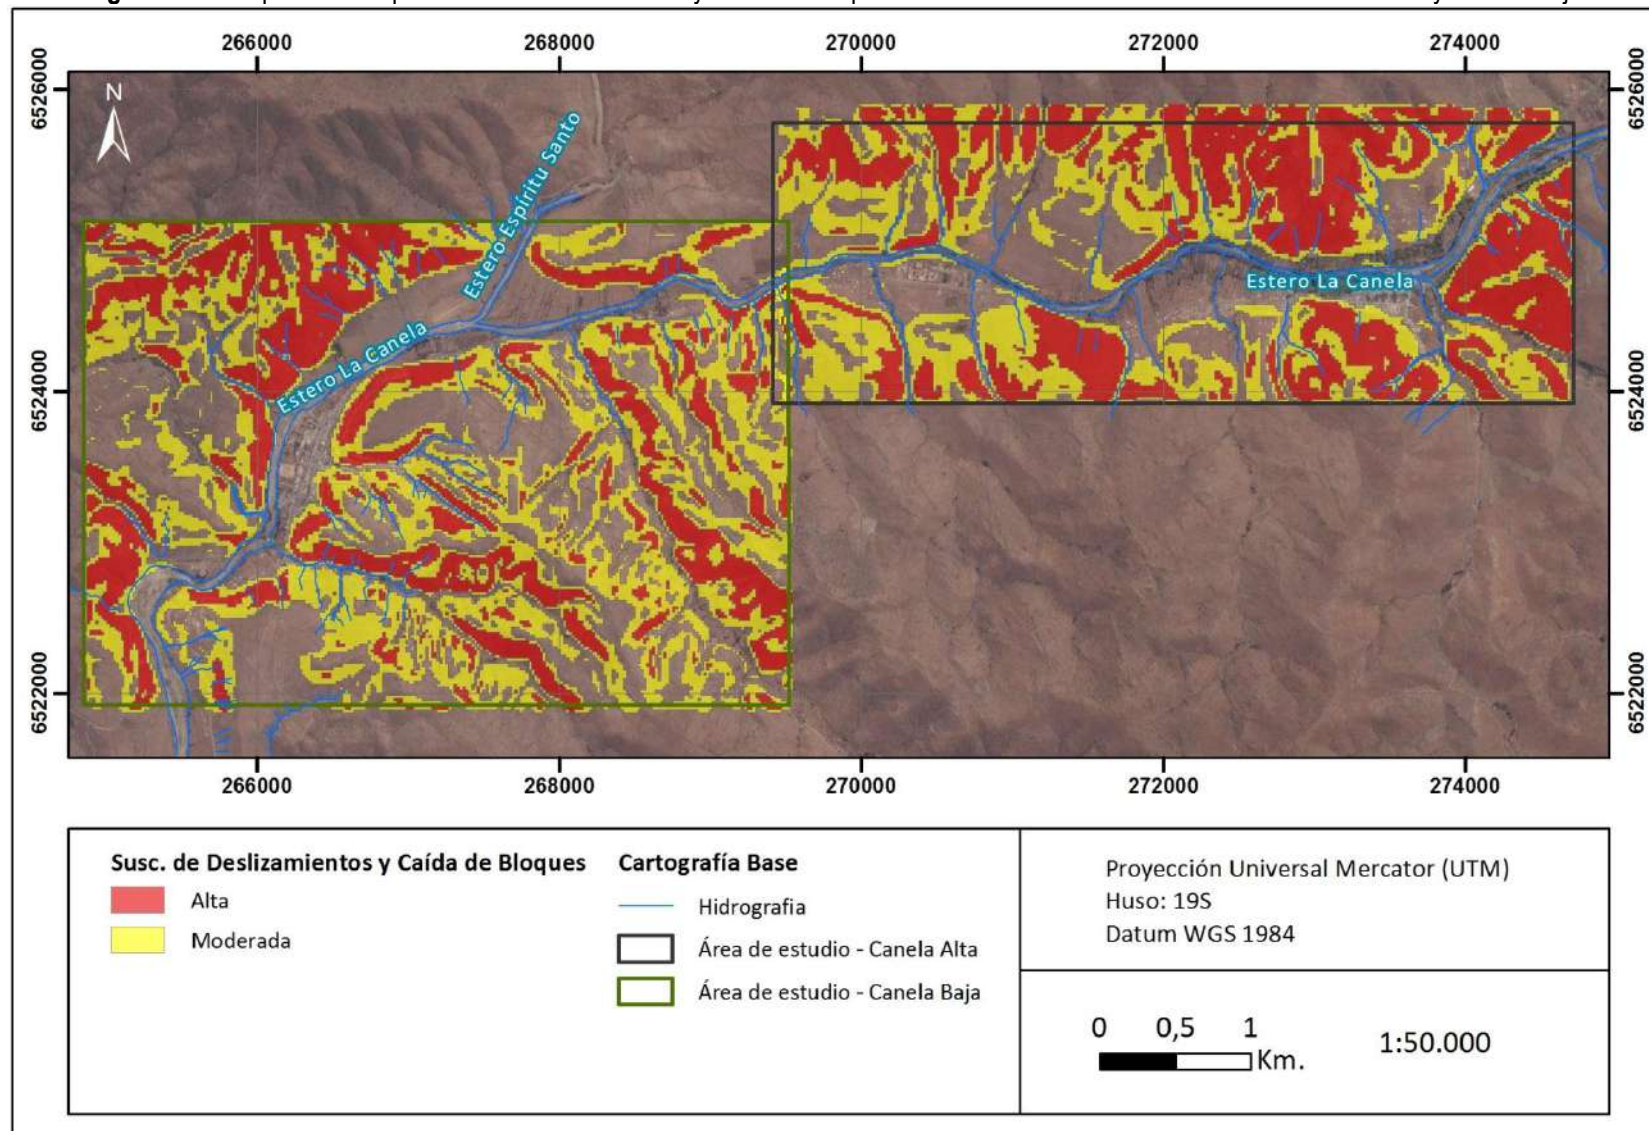 266000 268000 270000 272000 274000
6526000 6526000
N
Estero Espíritu Santo
Estero La Canela
Estero La Canela
6524000 6524000
6522000 6522000
266000 268000 270000 272000 274000
Susc. de Deslizamientos y Caída de Bloques
Alta
Moderada
Cartografía Base
Hidrografia
Área de estudio - Canela Alta
Área de estudio - Canela Baja
Proyección Universal Mercator (UTM)
Huso: 19S
Datum WGS 1984
0 0,5 1
Km.
1:50.000